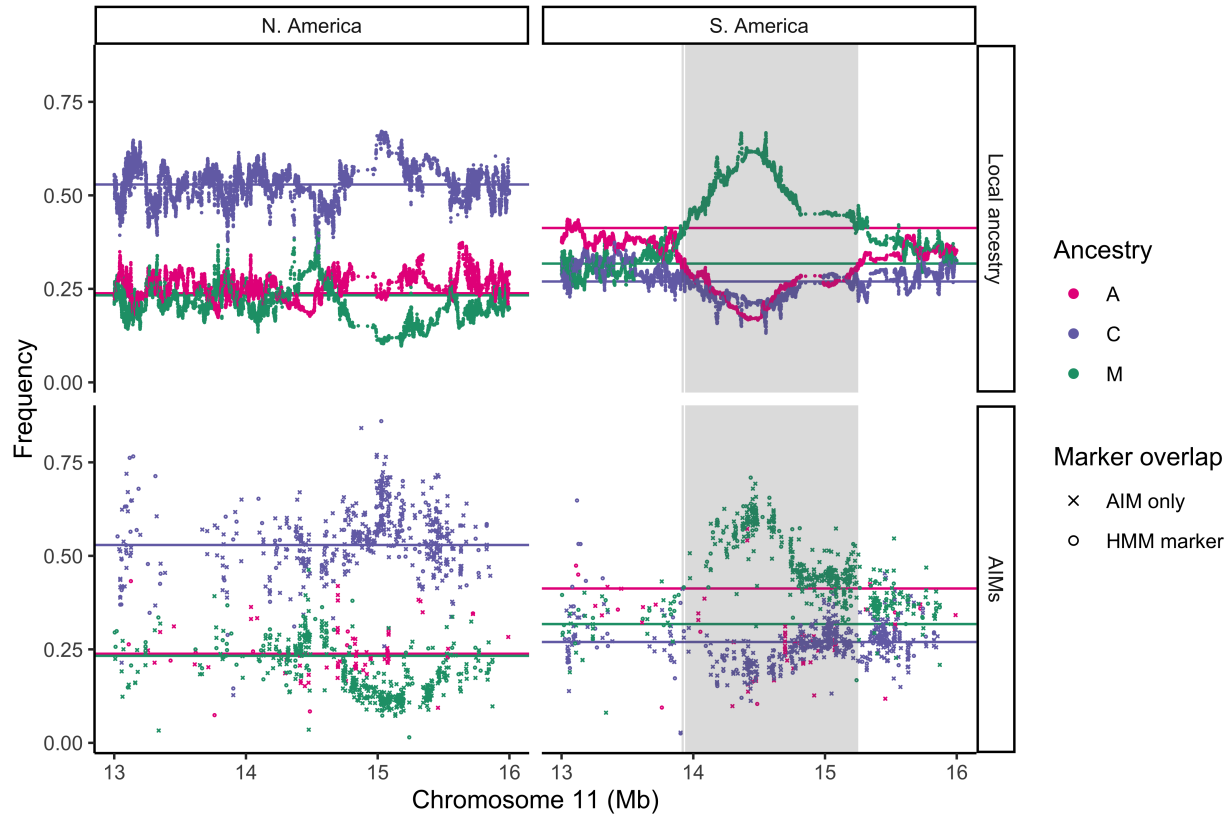 N. America
S. America
0.75
0.50
0.25
0.00
Local ancestry
0.75
0.50
0.25
0.00
AIMs
Frequency
13
14
15
16
13
14
15
16
Chromosome 11 (Mb)
Ancestry
A
C
M
Marker overlap
AIM only
HMM marker